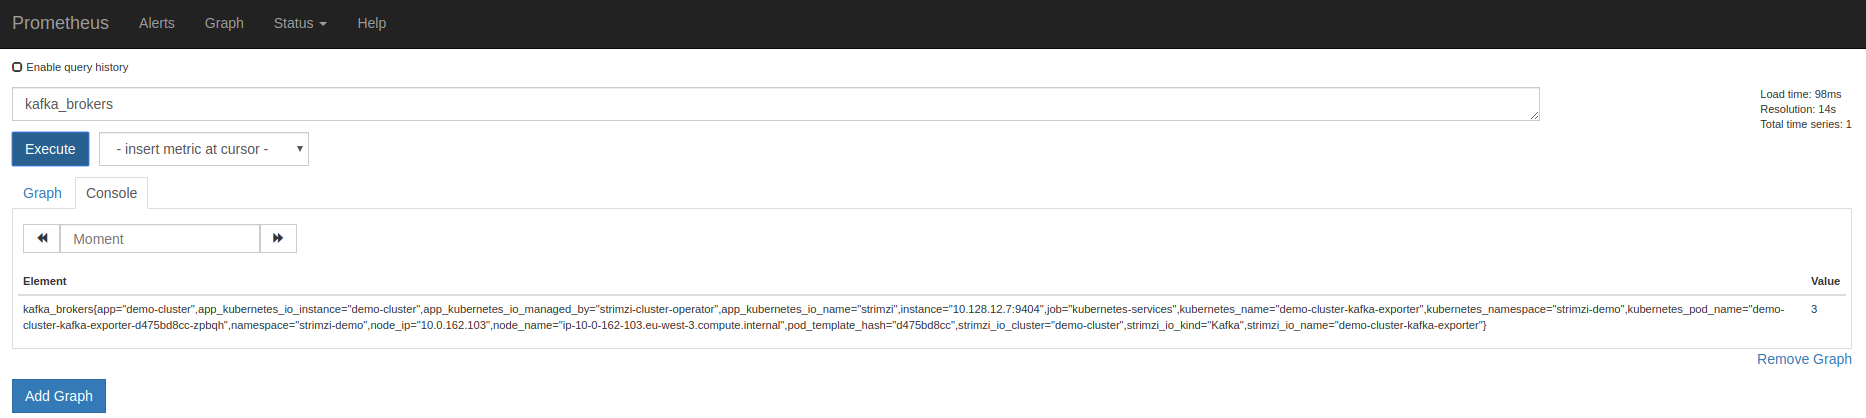 Prometheus Alerts Graph Status Help
Enable query history
kafka_brokers
Load time: 98ms
Resolution: 14s
Total time series: 1
Execute - insert metric at cursor -
Graph Console
Moment
Element Value
kafka_brokers{app="demo-cluster",app_kubernetes_io_instance="demo-cluster",app_kubernetes_io_managed_by="strimzi-cluster-operator",app_kubernetes_io_name="strimzi",instance="10.128.12.7:9404",job="kubernetes-services",kubernetes_name="demo-cluster-kafka-exporter",kubernetes_namespace="strimzi-demo",kubernetes_pod_name="demo- 3
cluster-kafka-exporter-d475bd8cc-zpbqh",namespace="strimzi-demo",node_ip="10.0.162.103",node_name="ip-10-0-162-103.eu-west-3.compute.internal",pod_template_hash="d475bd8cc",strimzi_io_cluster="demo-cluster",strimzi_io_kind="Kafka",strimzi_io_name="demo-cluster-kafka-exporter"}
Remove Graph
Add Graph